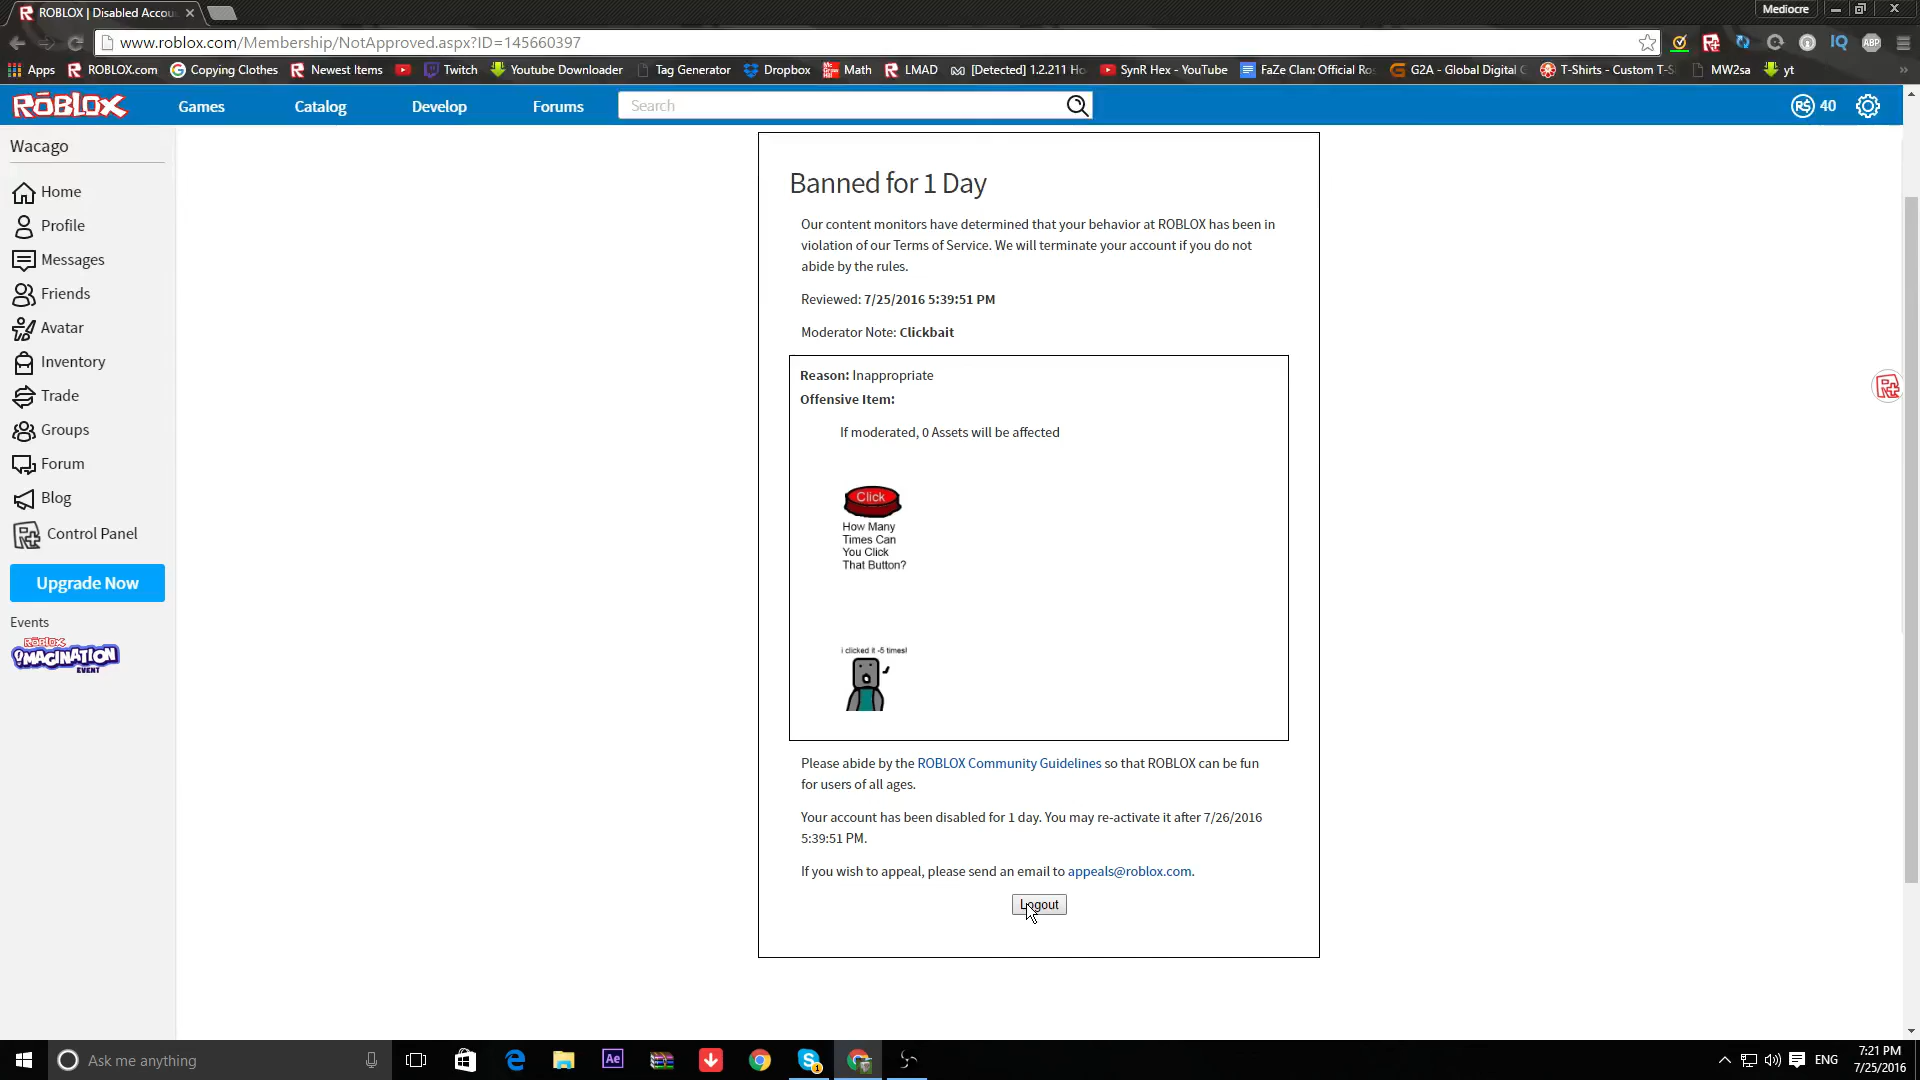 ROBLOX | Disabled Accou
Mediocre
www.roblox.com/Membership/NotApproved.aspx?ID=145660397
IQ
ABP
Apps ROBLOX.com Copying Clothes Newest Items Twitch Youtube Downloader Tag Generator Dropbox Math LMAD [Detected] 1.2.211 Ho SynR Hex - YouTube FaZe Clan: Official Ros G2A - Global Digital C T-Shirts - Custom T-S MW2sa yt
ROBLOX Games Catalog Develop Forums Search R$ 40
Wacago
Home
Profile
Messages
Friends
Avatar
Inventory
Trade
Groups
Forum
Blog
Control Panel
Upgrade Now
Events
ROBLOX
IMAGINATION
EVENT
Banned for 1 Day
Our content monitors have determined that your behavior at ROBLOX has been in
violation of our Terms of Service. We will terminate your account if you do not
abide by the rules.
Reviewed: 7/25/2016 5:39:51 PM
Moderator Note: Clickbait
Reason: Inappropriate
Offensive Item:
If moderated, 0 Assets will be affected
Click
How Many
Times Can
You Click
That Button?
i clicked it -5 times!
Please abide by the ROBLOX Community Guidelines so that ROBLOX can be fun
for users of all ages.
Your account has been disabled for 1 day. You may re-activate it after 7/26/2016
5:39:51 PM.
If you wish to appeal, please send an email to appeals@roblox.com.
Logout
Ask me anything
Ae
1
ENG
7:21 PM
7/25/2016